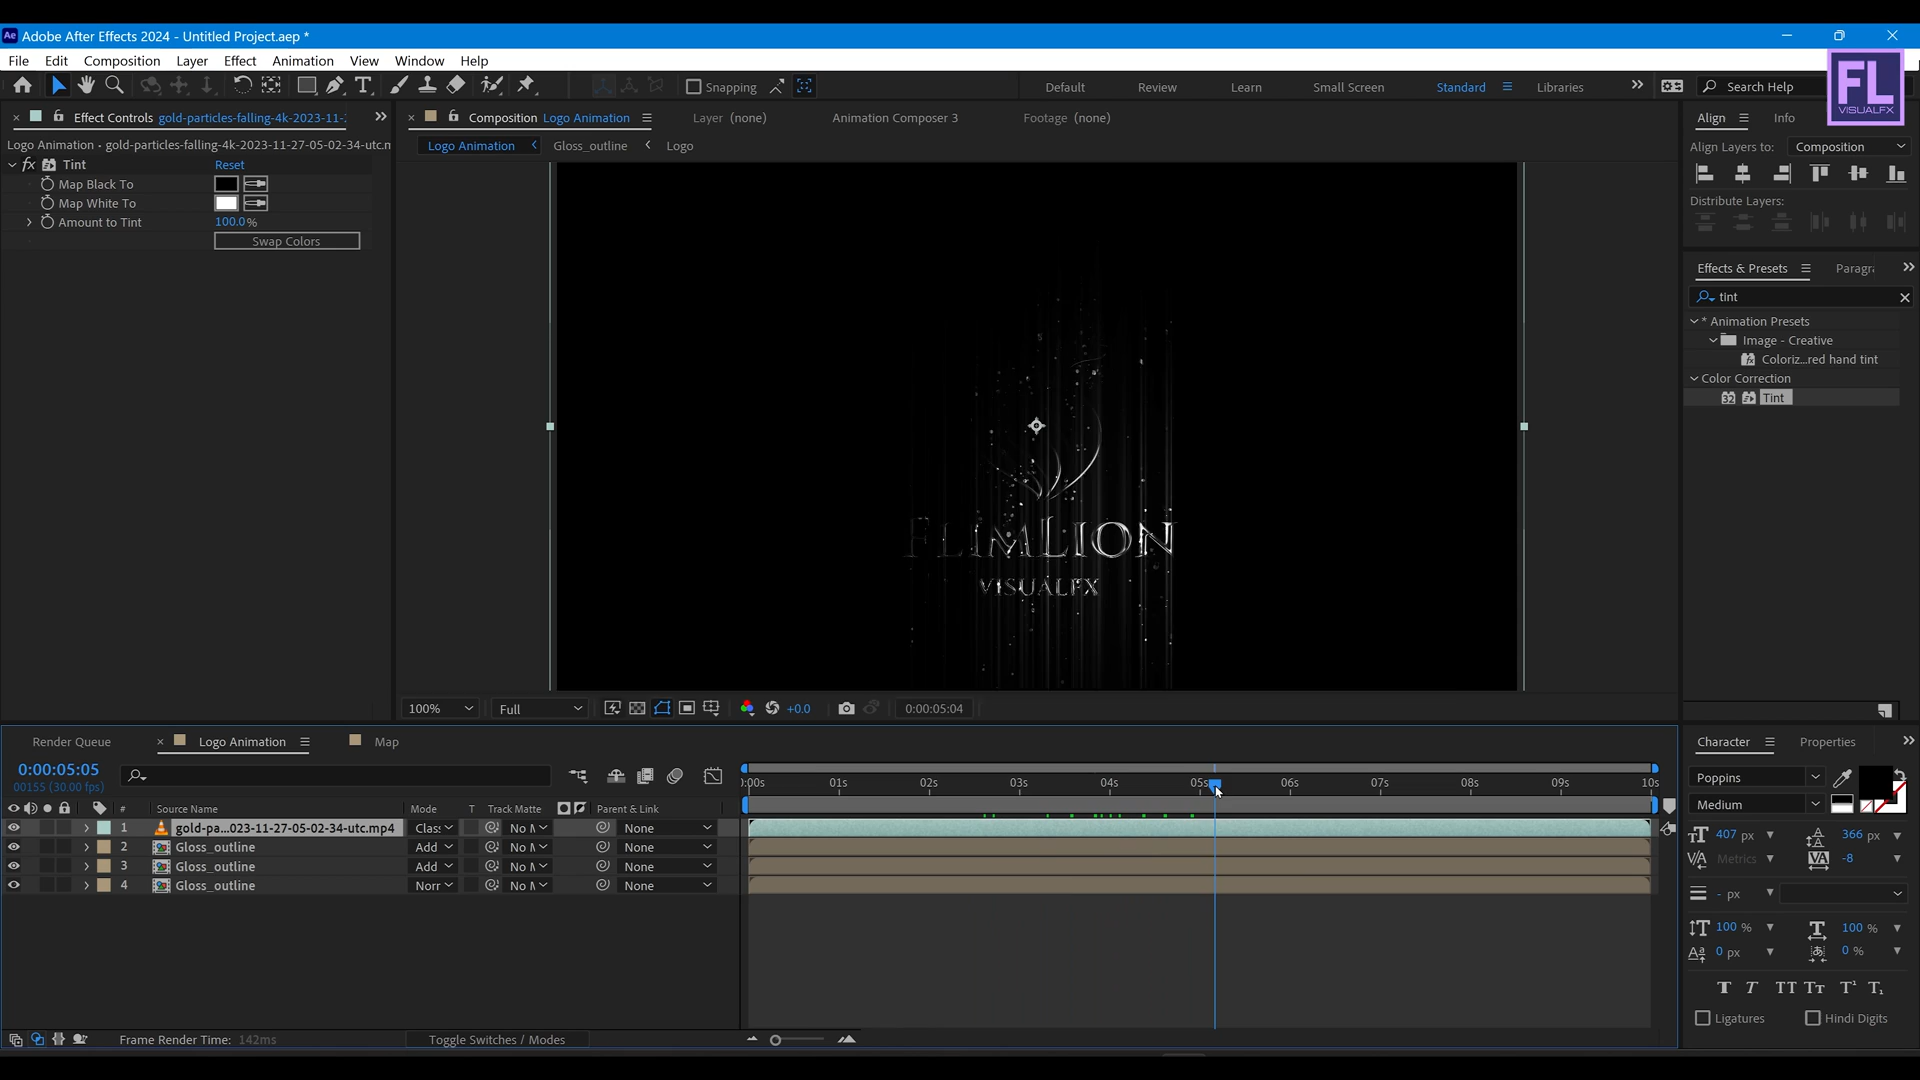 Ae Adobe After Effects 2024 - Untitled Project.aep *
File Edit Composition Layer Effect Animation View Window Help
Snapping
Default Review Learn Small Screen Standard Libraries
Search Help
FL
VISUALFX
Effect Controls gold-particles-falling-4k-2023-11-
Composition Logo Animation
Layer (none)
Animation Composer 3
Footage (none)
Align Info
Logo Animation • gold-particles-falling-4k-2023-11-27-05-02-34-utc.m
Logo Animation Gloss_outline Logo
Align Layers to: Composition
fx Tint Reset
Map Black To
Map White To
Amount to Tint 100.0%
Swap Colors
Distribute Layers:
Effects & Presets
tint
* Animation Presets
Image - Creative
Coloriz...red hand tint
Color Correction
32 Tint
FLIMLION
VISUALFX
100% Full +0.0 0:00:05:04
Render Queue Logo Animation Map
Character Properties
0:00:05:05
00155 (30.00 fps)
:00s 01s 02s 03s 04s 05s 06s 07s 08s 09s 10s
Poppins
Medium
# Source Name Mode T Track Matte Parent & Link
1 gold-pa...023-11-27-05-02-34-utc.mp4 Clas None
2 Gloss_outline Add None
3 Gloss_outline Add None
4 Gloss_outline Norr None
407 px 366 px
Metrics -8
- px
100 % 100 %
0 px 0 %
T T TT TT T¹ T₁
Ligatures Hindi Digits
Frame Render Time: 142ms
Toggle Switches / Modes